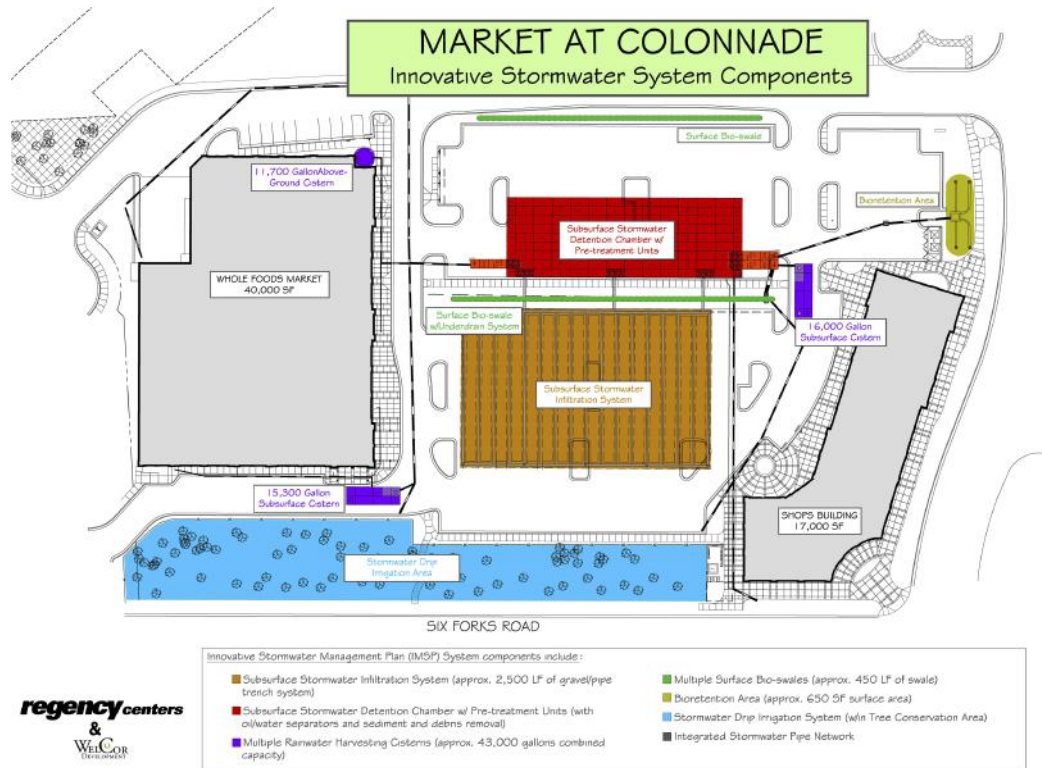 MARKET AT COLONNADE
Innovative Stormwater System Components
Surface Bio-swale
11,700 GallonAbove-
Ground Cistern
Bioretention Area
Subsurface Stormwater
Detention Chamber w/
Pre-treatment Units
WHOLE FOODS MARKET
40,000 SF
Surface Bio-swale
w/Underdrain System
16,000 Gallon
Subsurface Cistern
Subsurface Stormwater
Infiltration System
15,300 Gallon
Subsurface Cistern
SHOPS BUILDING
17,000 SF
Stormwater Drip
Irrigation Area
SIX FORKS ROAD
Innovative Stormwater Management Plan (IMSP) System components include :
Subsurface Stormwater Infiltration System (approx. 2,500 LF of gravel/pipe
trench system)
Subsurface Stormwater Detention Chamber w/ Pre-treatment Units (with
oil/water separators and sediment and debris removal)
Multiple Rainwater Harvesting Cisterns (approx. 43,000 gallons combined
capacity)
Multiple Surface Bio-swales (approx. 450 LF of swale)
Bioretention Area (approx. 650 SF surface area)
Stormwater Drip Irrigation System (w/in Tree Conservation Area)
Integrated Stormwater Pipe Network
regency centers
&
WELCOR
DEVELOPMENT